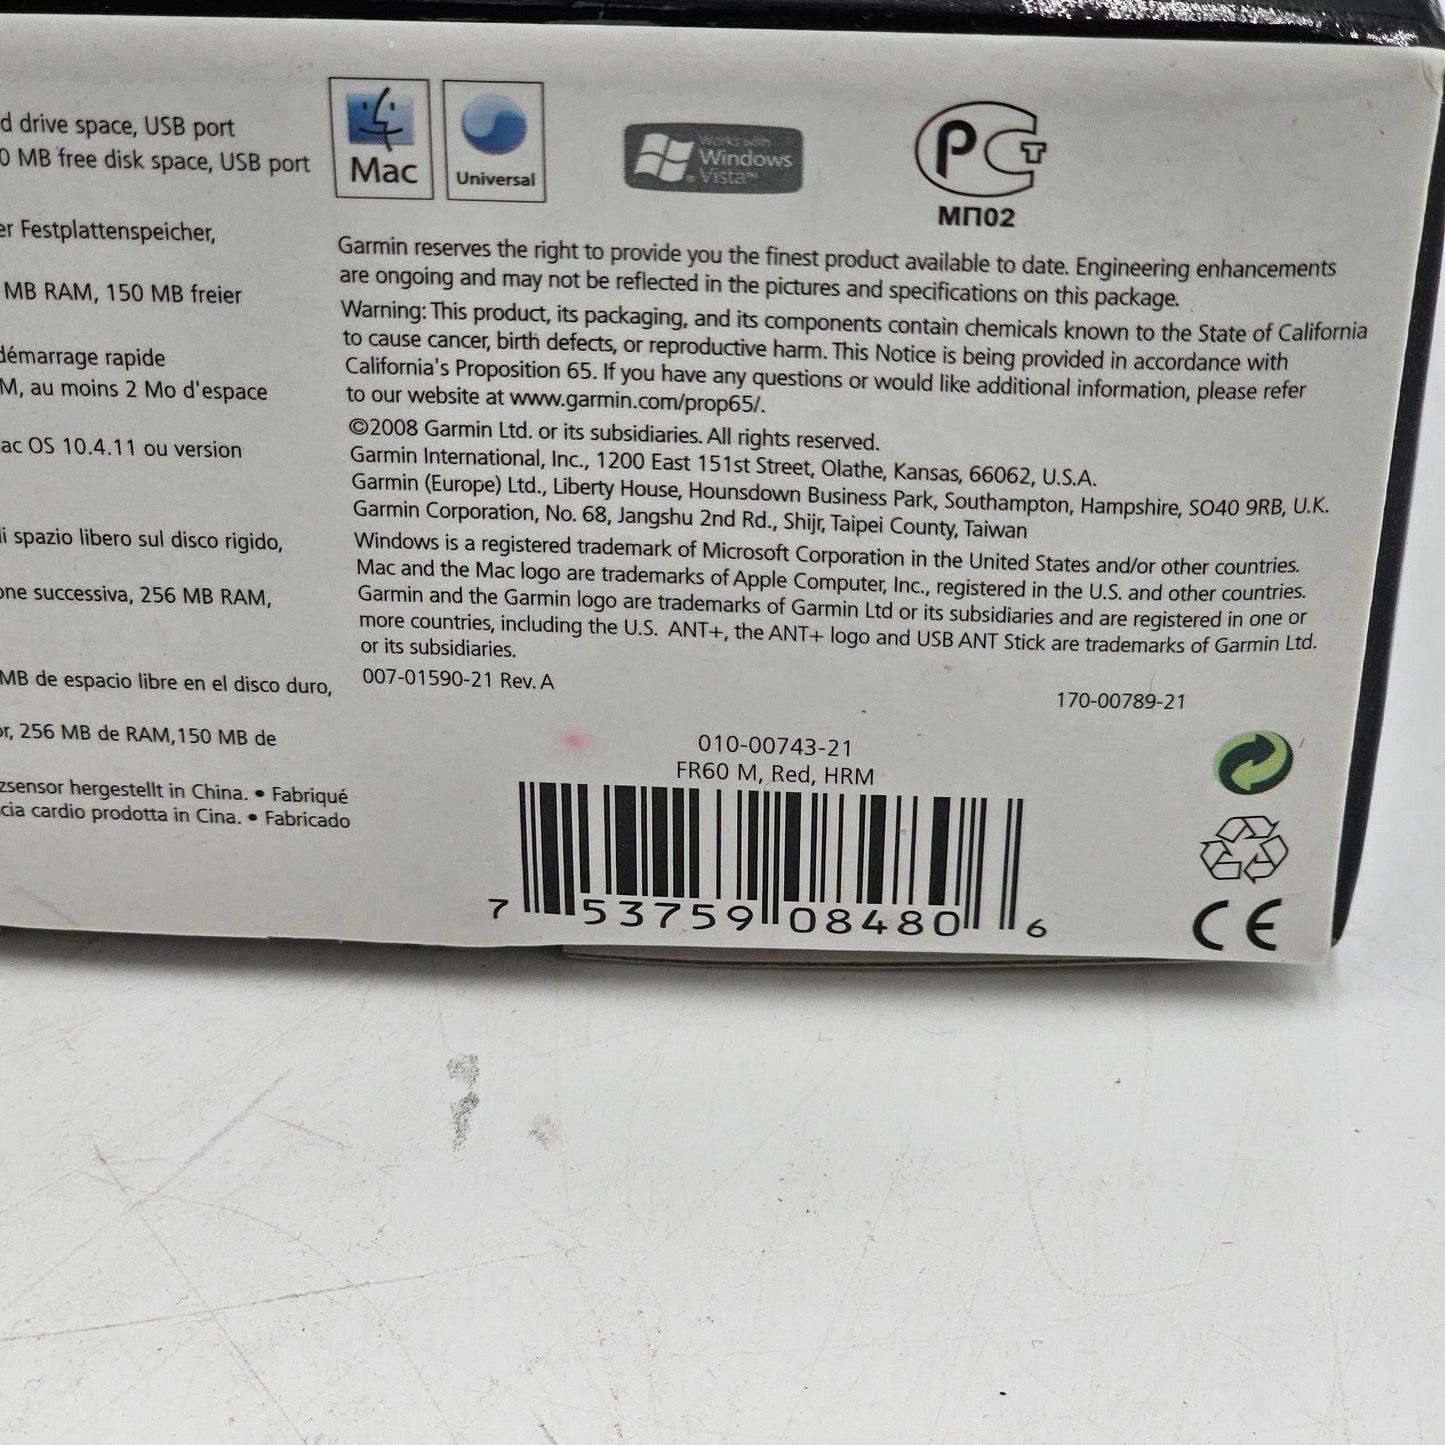 d drive space, USB port
0 MB free disk space, USB port
er Festplattenspeicher,
MB RAM, 150 MB freier
démarrage rapide
M, au moins 2 Mo d'espace
ac OS 10.4.11 ou version
di spazio libero sul disco rigido,
one successiva, 256 MB RAM,
MB de espacio libre en el disco duro,
or, 256 MB de RAM,150 MB de
zsensor hergestellt in China. • Fabriqué
cia cardio prodotta in Cina. • Fabricado
Mac
Universal
Works with
Windows
Vista™
РСТ
МП02
Garmin reserves the right to provide you the finest product available to date. Engineering enhancements
are ongoing and may not be reflected in the pictures and specifications on this package.
Warning: This product, its packaging, and its components contain chemicals known to the State of California
to cause cancer, birth defects, or reproductive harm. This Notice is being provided in accordance with
California's Proposition 65. If you have any questions or would like additional information, please refer
to our website at www.garmin.com/prop65/.
©2008 Garmin Ltd. or its subsidiaries. All rights reserved.
Garmin International, Inc., 1200 East 151st Street, Olathe, Kansas, 66062, U.S.A.
Garmin (Europe) Ltd., Liberty House, Hounsdown Business Park, Southampton, Hampshire, SO40 9RB, U.K.
Garmin Corporation, No. 68, Jangshu 2nd Rd., Shijr, Taipei County, Taiwan
Windows is a registered trademark of Microsoft Corporation in the United States and/or other countries.
Mac and the Mac logo are trademarks of Apple Computer, Inc., registered in the U.S. and other countries.
Garmin and the Garmin logo are trademarks of Garmin Ltd or its subsidiaries and are registered in one or
more countries, including the U.S. ANT+, the ANT+ logo and USB ANT Stick are trademarks of Garmin Ltd.
or its subsidiaries.
007-01590-21 Rev. A
170-00789-21
010-00743-21
FR60 M, Red, HRM
7 53759 08480 6
CE